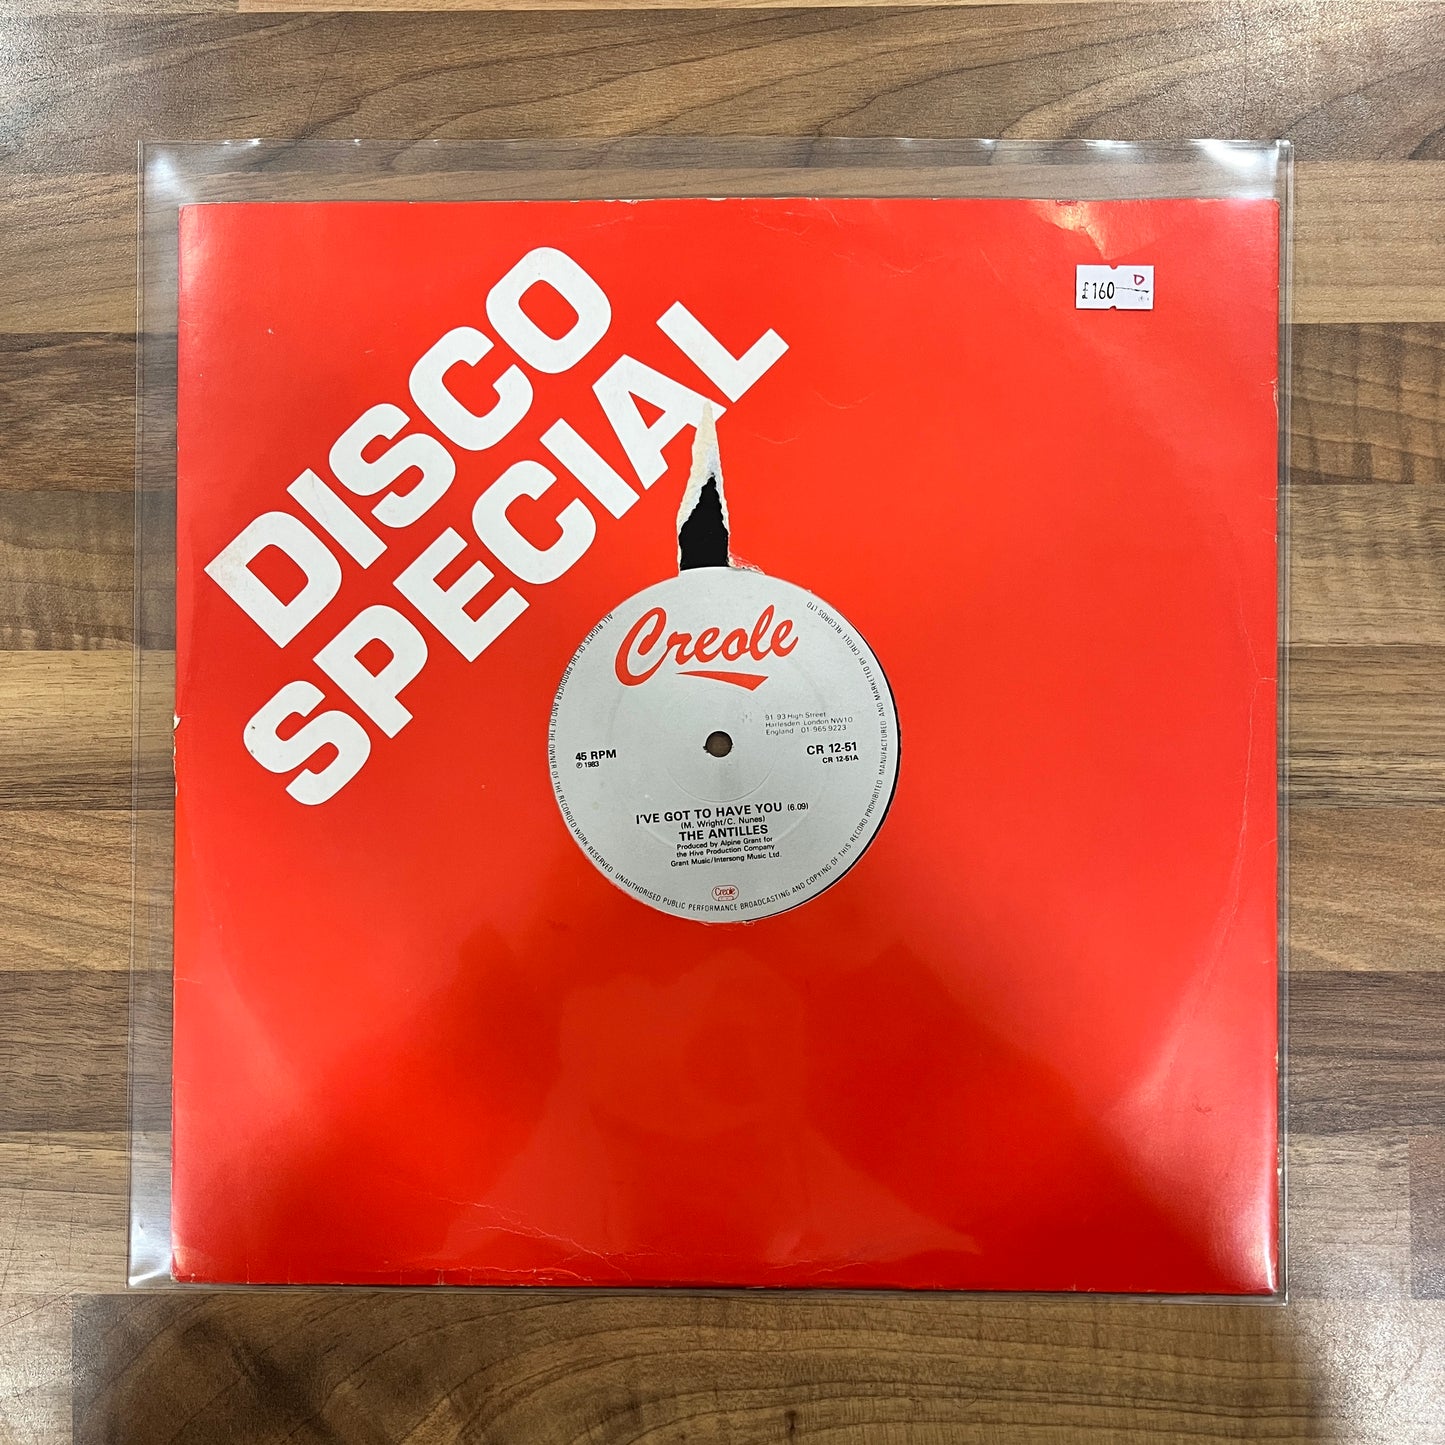 DISCO
SPECIAL
£160 D
Creole
91-93 High Street
Harlesden London NW10
England 01-965 9223
45 RPM
℗ 1983
CR 12-51
CR 12-51A
I'VE GOT TO HAVE YOU (6.09)
(M. Wright/C. Nunes)
THE ANTILLES
Produced by Alpine Grant for
the Hive Production Company
Grant Music/Intersong Music Ltd.
Creole
ALL RIGHTS OF THE PRODUCER AND OF THE OWNER OF THE RECORDED WORK RESERVED UNAUTHORISED PUBLIC PERFORMANCE BROADCASTING AND COPYING OF THIS RECORD PROHIBITED MANUFACTURED AND MARKETED BY CREOLE RECORDS LTD